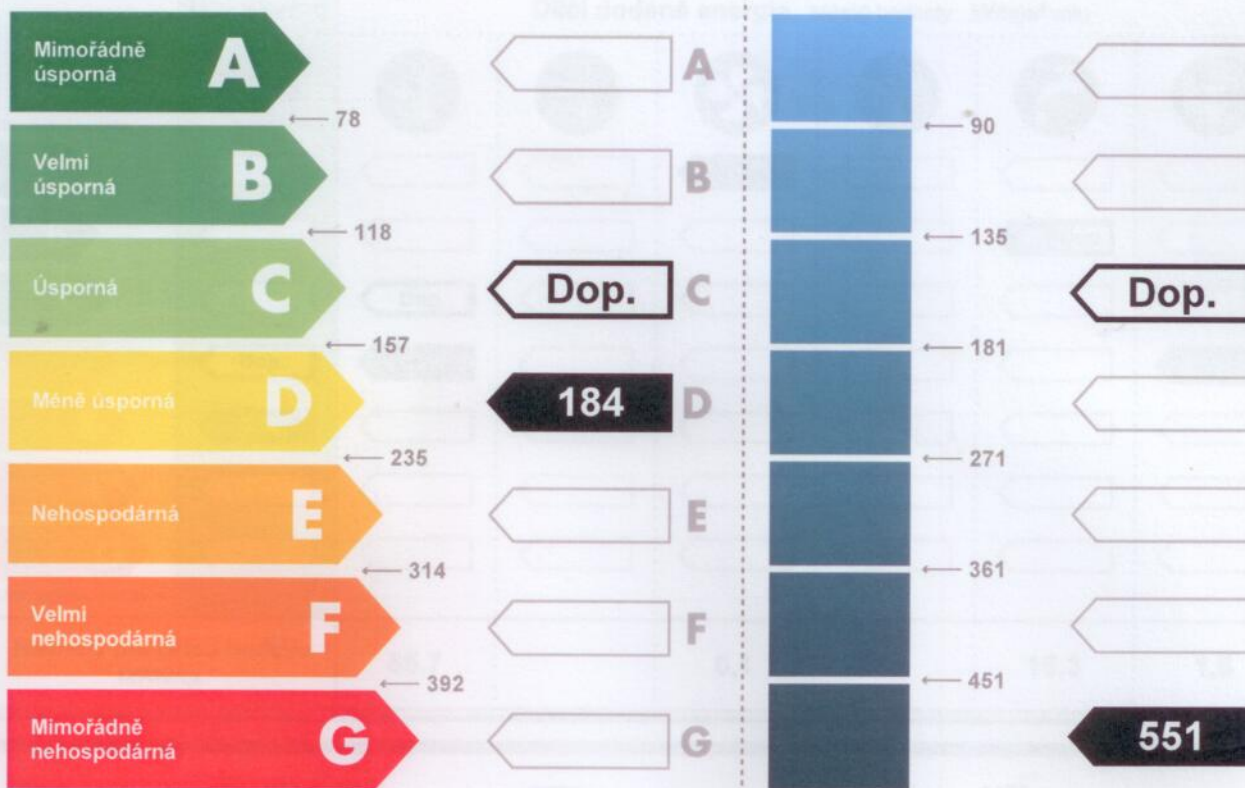 Mimořádně
úsporná
A
A
78
90
Velmi
úsporná
B
B
118
135
Úsporná
C
Dop.
C
Dop.
157
181
Méně úsporná
D
184
D
235
271
Nehospodárná
E
E
314
361
Velmi
nehospodárná
F
F
392
451
Mimořádně
nehospodárná
G
G
551